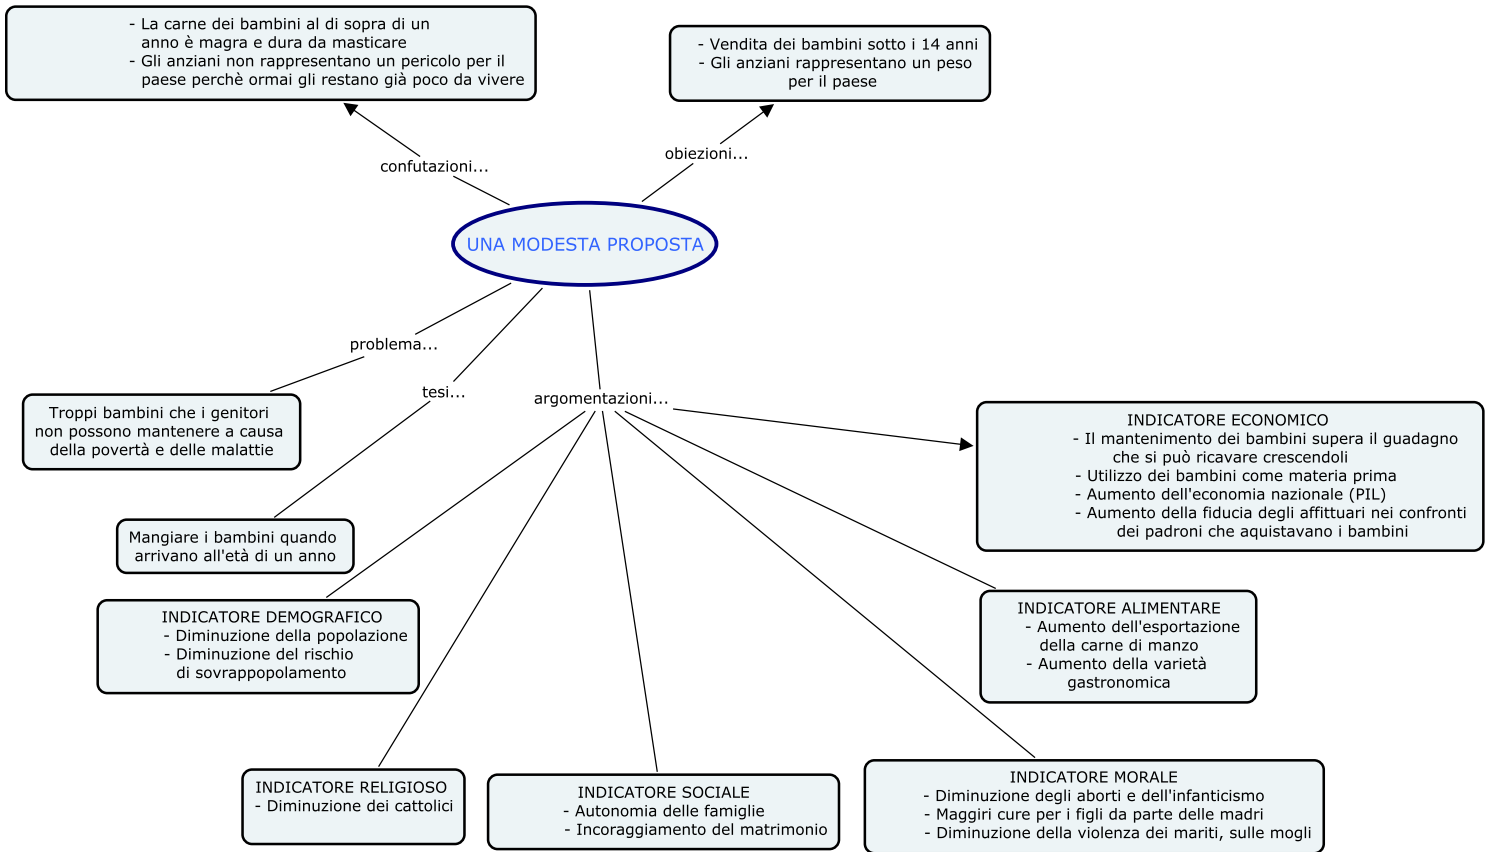 - La carne dei bambini al di sopra di un
anno è magra e dura da masticare
- Gli anziani non rappresentano un pericolo per il
paese perchè ormai gli restano già poco da vivere
- Vendita dei bambini sotto i 14 anni
- Gli anziani rappresentano un peso
per il paese
confutazioni...
obiezioni...
UNA MODESTA PROPOSTA
problema...
tesi...
argomentazioni...
Troppi bambini che i genitori
non possono mantenere a causa
della povertà e delle malattie
INDICATORE ECONOMICO
- Il mantenimento dei bambini supera il guadagno
che si può ricavare crescendoli
- Utilizzo dei bambini come materia prima
- Aumento dell'economia nazionale (PIL)
- Aumento della fiducia degli affittuari nei confronti
dei padroni che aquistavano i bambini
Mangiare i bambini quando
arrivano all'età di un anno
INDICATORE DEMOGRAFICO
- Diminuzione della popolazione
- Diminuzione del rischio
di sovrappopolamento
INDICATORE ALIMENTARE
- Aumento dell'esportazione
della carne di manzo
- Aumento della varietà
gastronomica
INDICATORE RELIGIOSO
- Diminuzione dei cattolici
INDICATORE SOCIALE
- Autonomia delle famiglie
- Incoraggiamento del matrimonio
INDICATORE MORALE
- Diminuzione degli aborti e dell'infanticismo
- Maggiri cure per i figli da parte delle madri
- Diminuzione della violenza dei mariti, sulle mogli